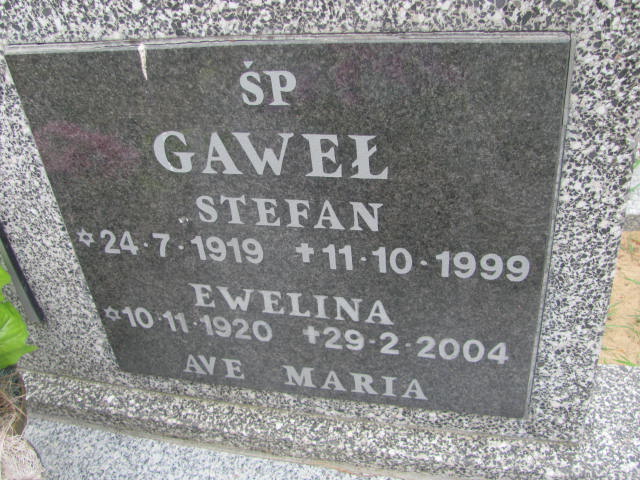 ŚP
GAWEŁ
STEFAN
✡ 24·7·1919 ✝ 11·10·1999
EWELINA
✡ 10·11·1920 ✝ 29·2·2004
AVE MARIA